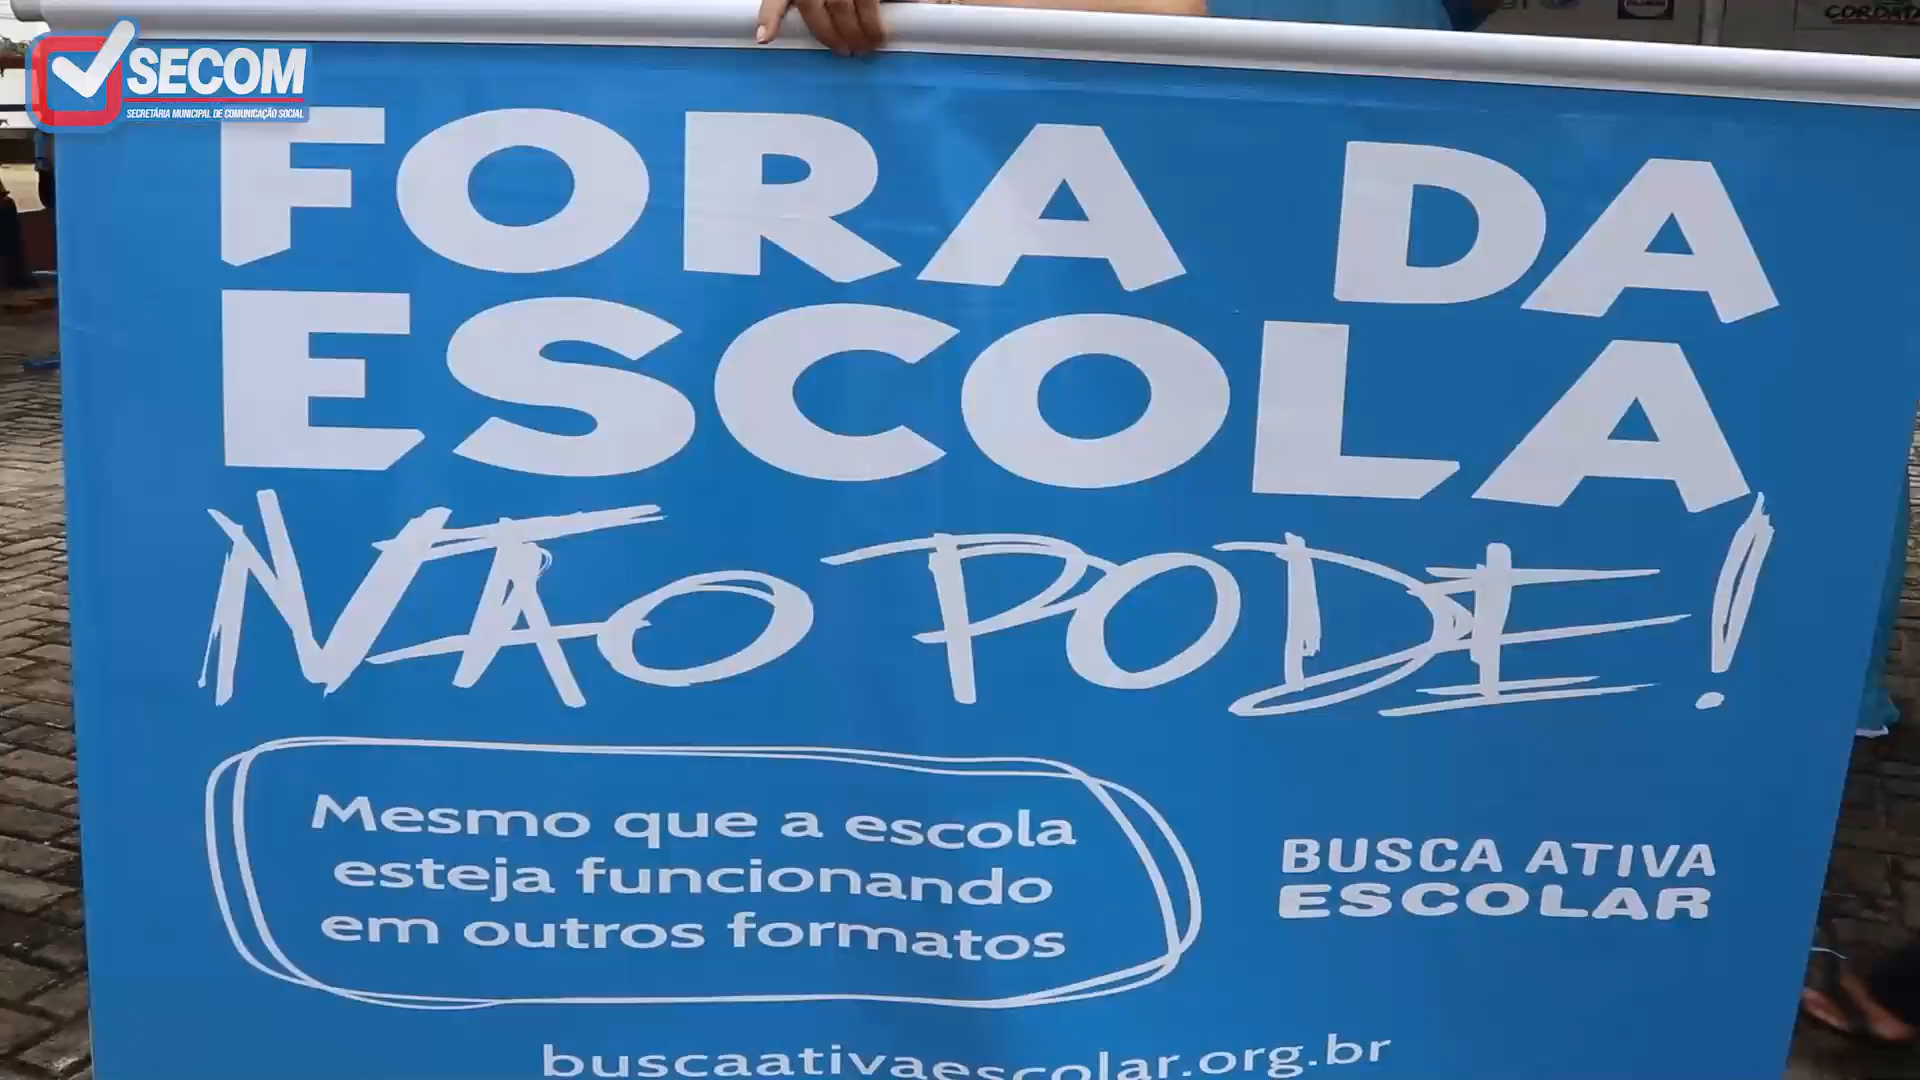 SECOM
SECRETÁRIA MUNICIPAL DE COMUNICAÇÃO SOCIAL
FORA DA
ESCOLA
NÃO PODE!
Mesmo que a escola
esteja funcionando
em outros formatos
BUSCA ATIVA
ESCOLAR
buscaativaescolar.org.br